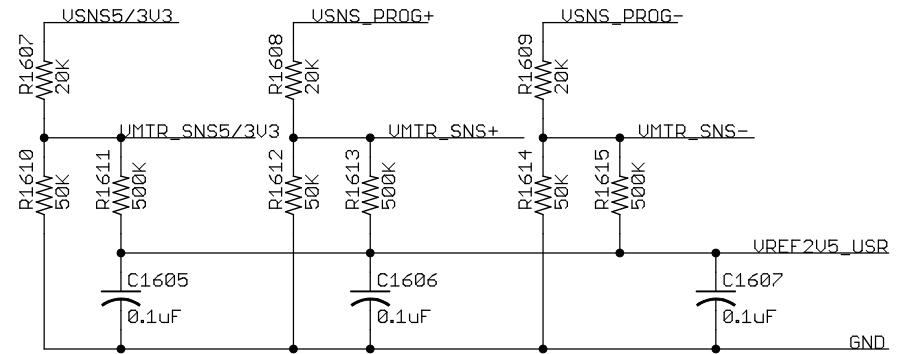 VSNS5/3V3
VSNS_PROG+
VSNS_PROG-
R1607
20K
R1608
20K
R1609
20K
VMTR_SNS5/3V3
VMTR_SNS+
VMTR_SNS-
R1610
50K
R1611
500K
R1612
50K
R1613
500K
R1614
50K
R1615
500K
VREF2V5_USR
C1605
0.1uF
C1606
0.1uF
C1607
0.1uF
GND